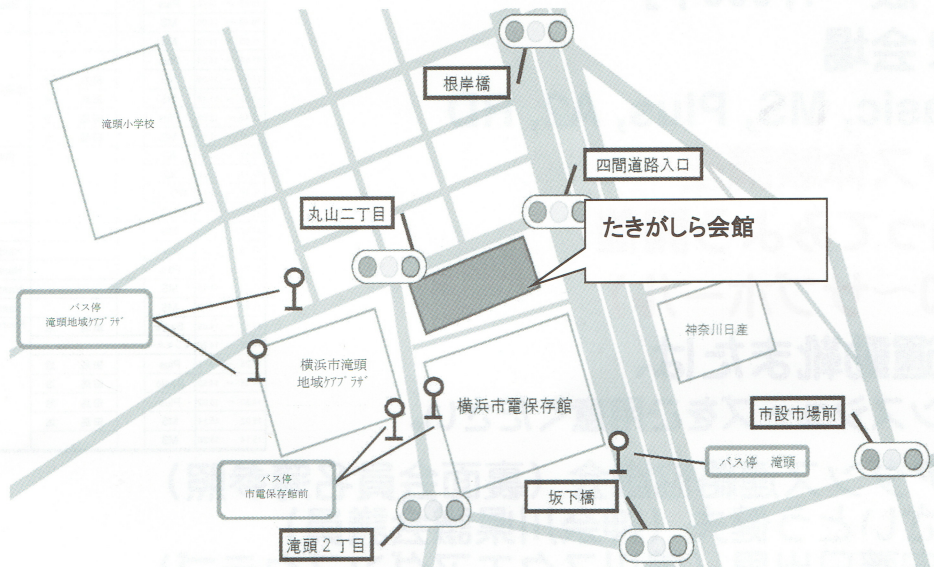 根岸橋
滝頭小学校
四間道路入口
丸山二丁目
たきがしら会館
バス停
滝頭地域ケアプラザ
神奈川日産
横浜市滝頭
地域ケアプラザ
横浜市電保存館
市設市場前
バス停 滝頭
バス停
市電保存館前
坂下橋
滝頭2丁目